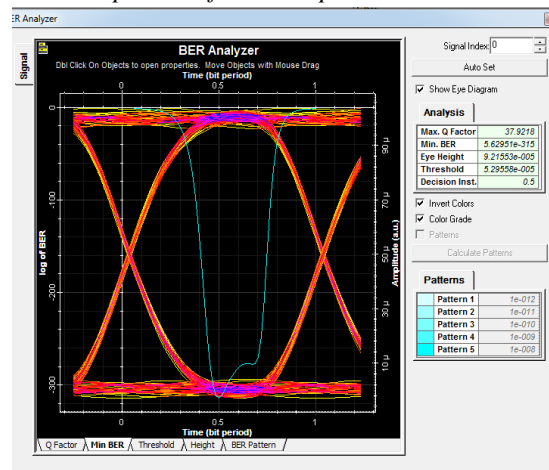 ER Analyzer
Signal
BER Analyzer
Dbl Click On Objects to open properties. Move Objects with Mouse Drag
Time (bit period)
0 0.5 1
log of BER
0
-100
-200
-300
Amplitude (a.u.)
90 µ
70 µ
50 µ
30 µ
10 µ
0 0.5 1
Time (bit period)
Q Factor Min BER Threshold Height BER Pattern
Signal Index: 0
Auto Set
Show Eye Diagram
Analysis
Max. Q Factor 37.9218
Min. BER 5.62951e-315
Eye Height 9.21553e-005
Threshold 5.29558e-005
Decision Inst. 0.5
Invert Colors
Color Grade
Patterns
Calculate Patterns
Patterns
Pattern 1 1e-012
Pattern 2 1e-011
Pattern 3 1e-010
Pattern 4 1e-009
Pattern 5 1e-008